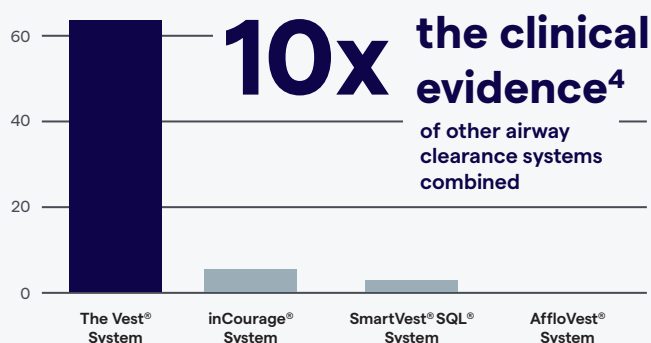 10x
the clinical
evidence⁴
of other airway
clearance systems
combined
60
40
20
0
The Vest®
System
inCourage®
System
SmartVest® SQL®
System
AffloVest®
System